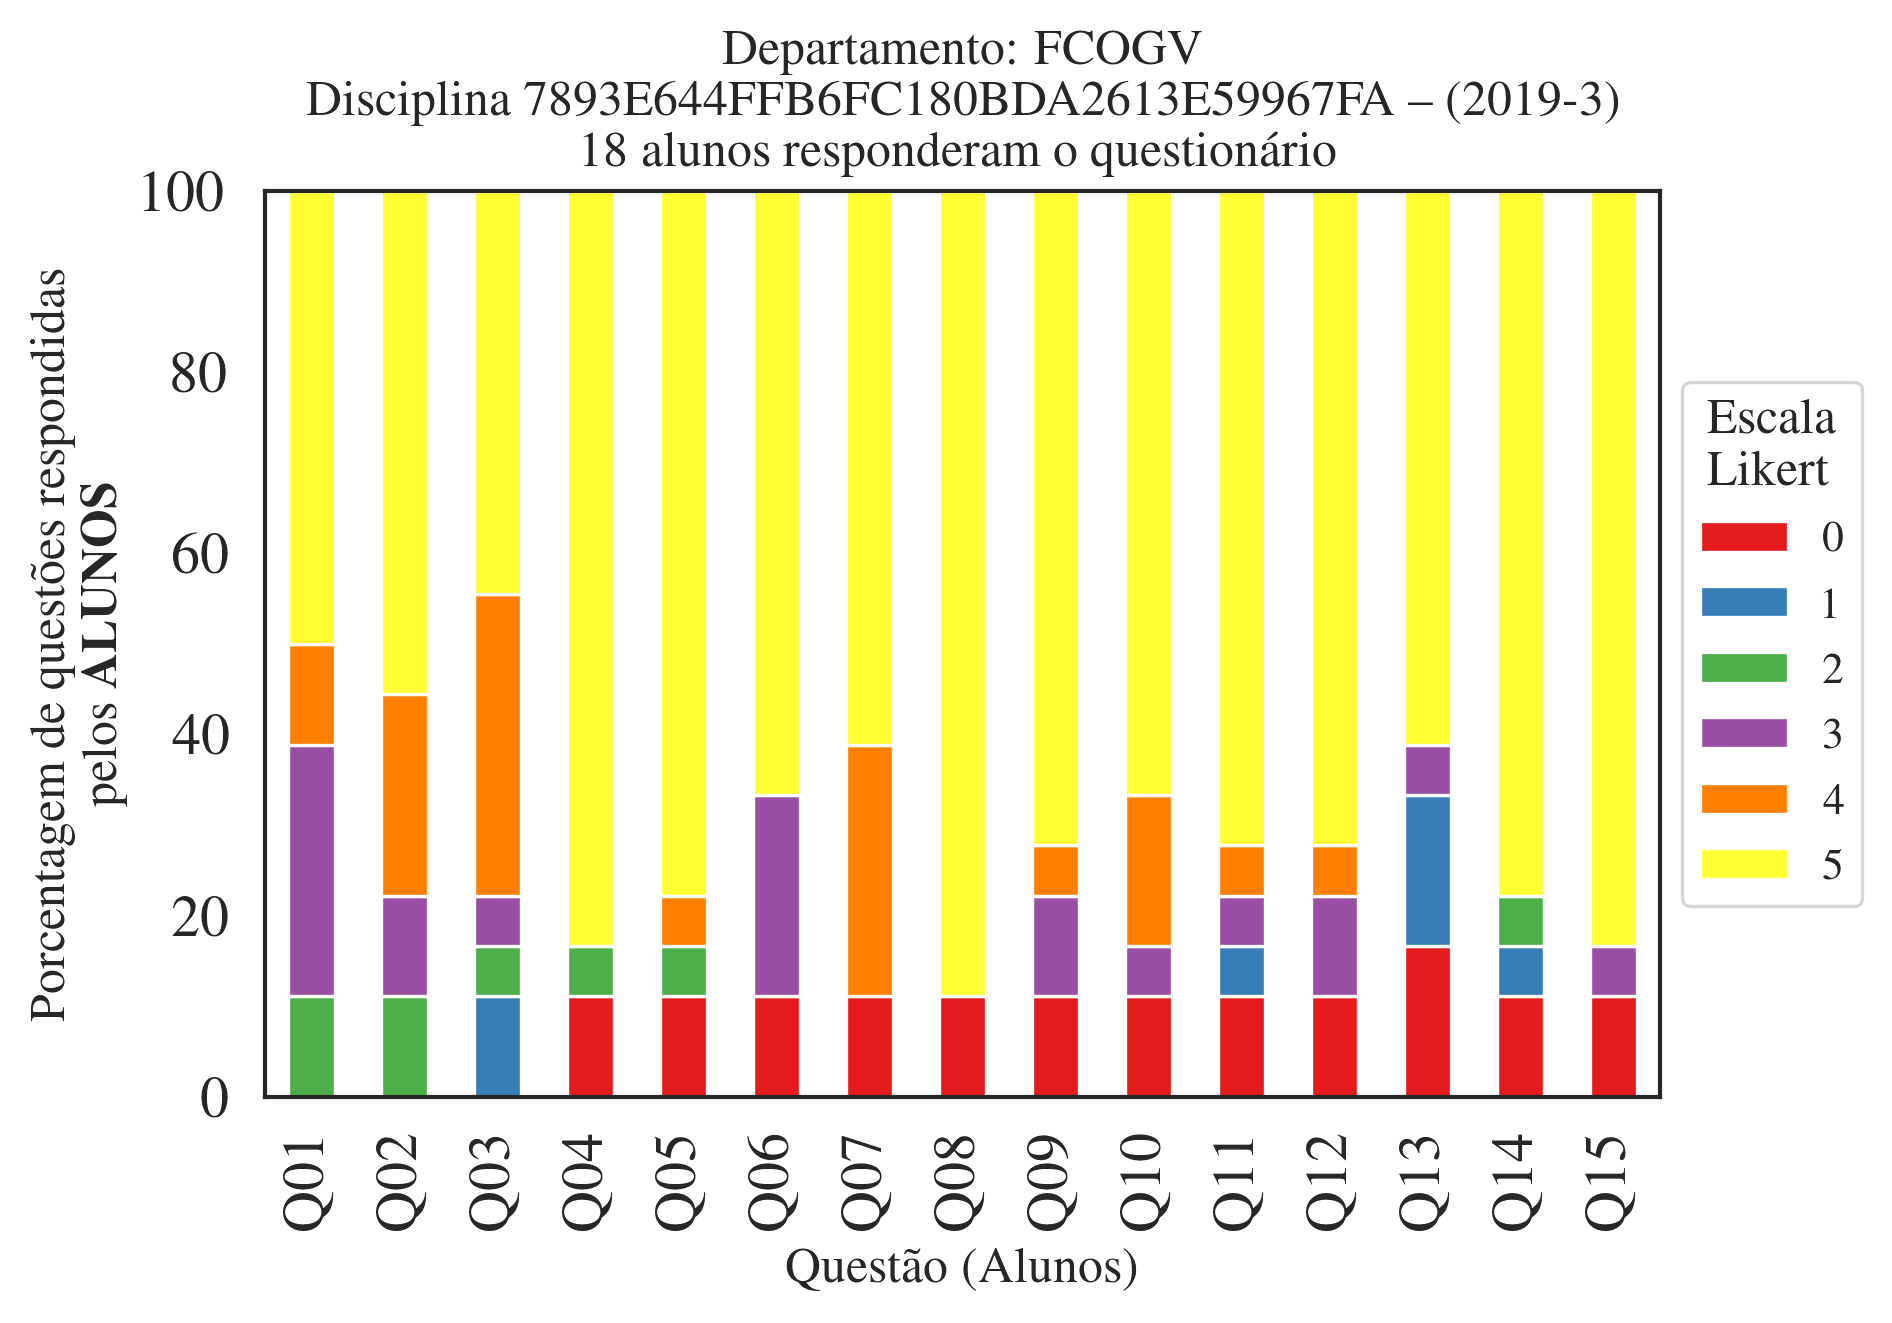 Departamento: FCOGV
Disciplina 7893E644FFB6FC180BDA2613E59967FA – (2019-3)
18 alunos responderam o questionário
Porcentagem de questões respondidas
pelos ALUNOS
100
80
60
40
20
0
Q01
Q02
Q03
Q04
Q05
Q06
Q07
Q08
Q09
Q10
Q11
Q12
Q13
Q14
Q15
Questão (Alunos)
Escala
Likert
0
1
2
3
4
5